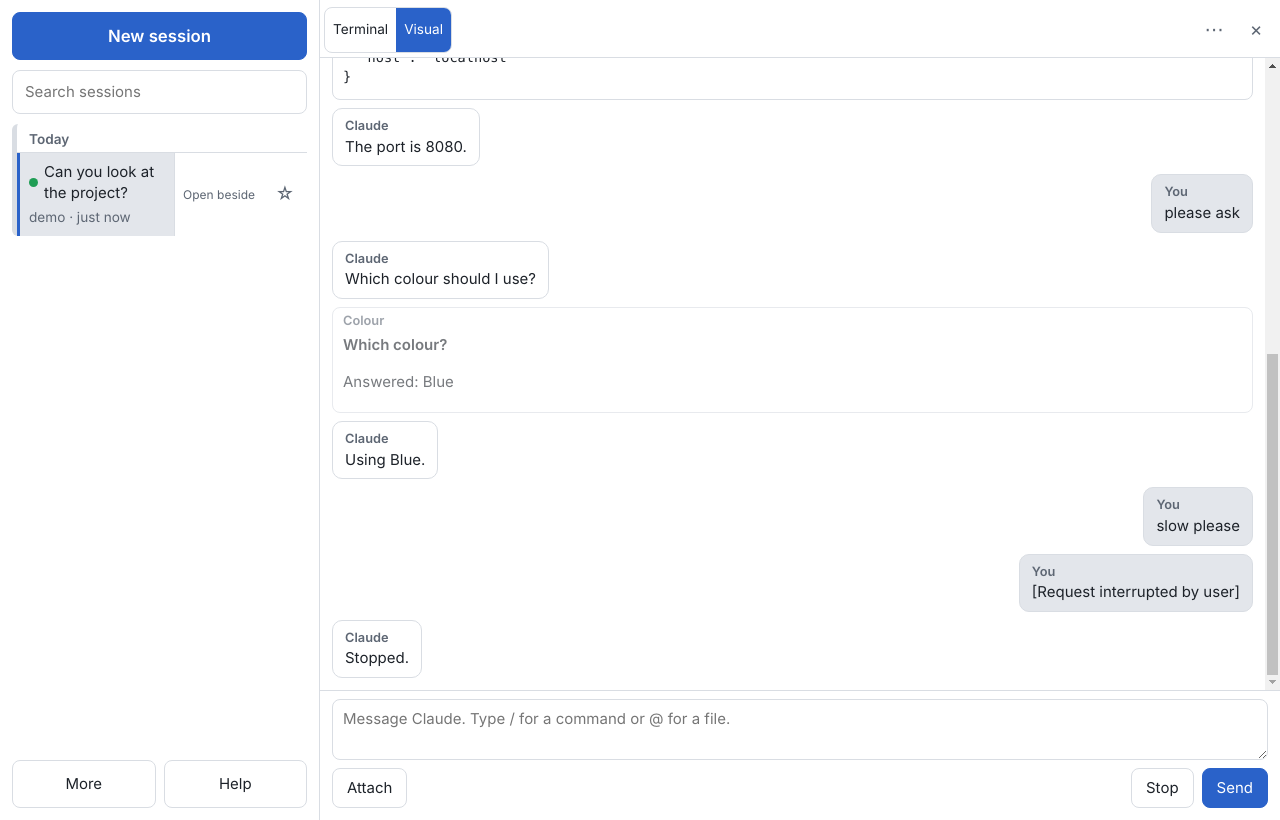 New session
Search sessions
Today
Can you look at
the project?
demo · just now
Open beside
More
Help
Terminal
Visual
}
Claude
The port is 8080.
You
please ask
Claude
Which colour should I use?
Colour
Which colour?
Answered: Blue
Claude
Using Blue.
You
slow please
You
[Request interrupted by user]
Claude
Stopped.
Message Claude. Type / for a command or @ for a file.
Attach
Stop
Send